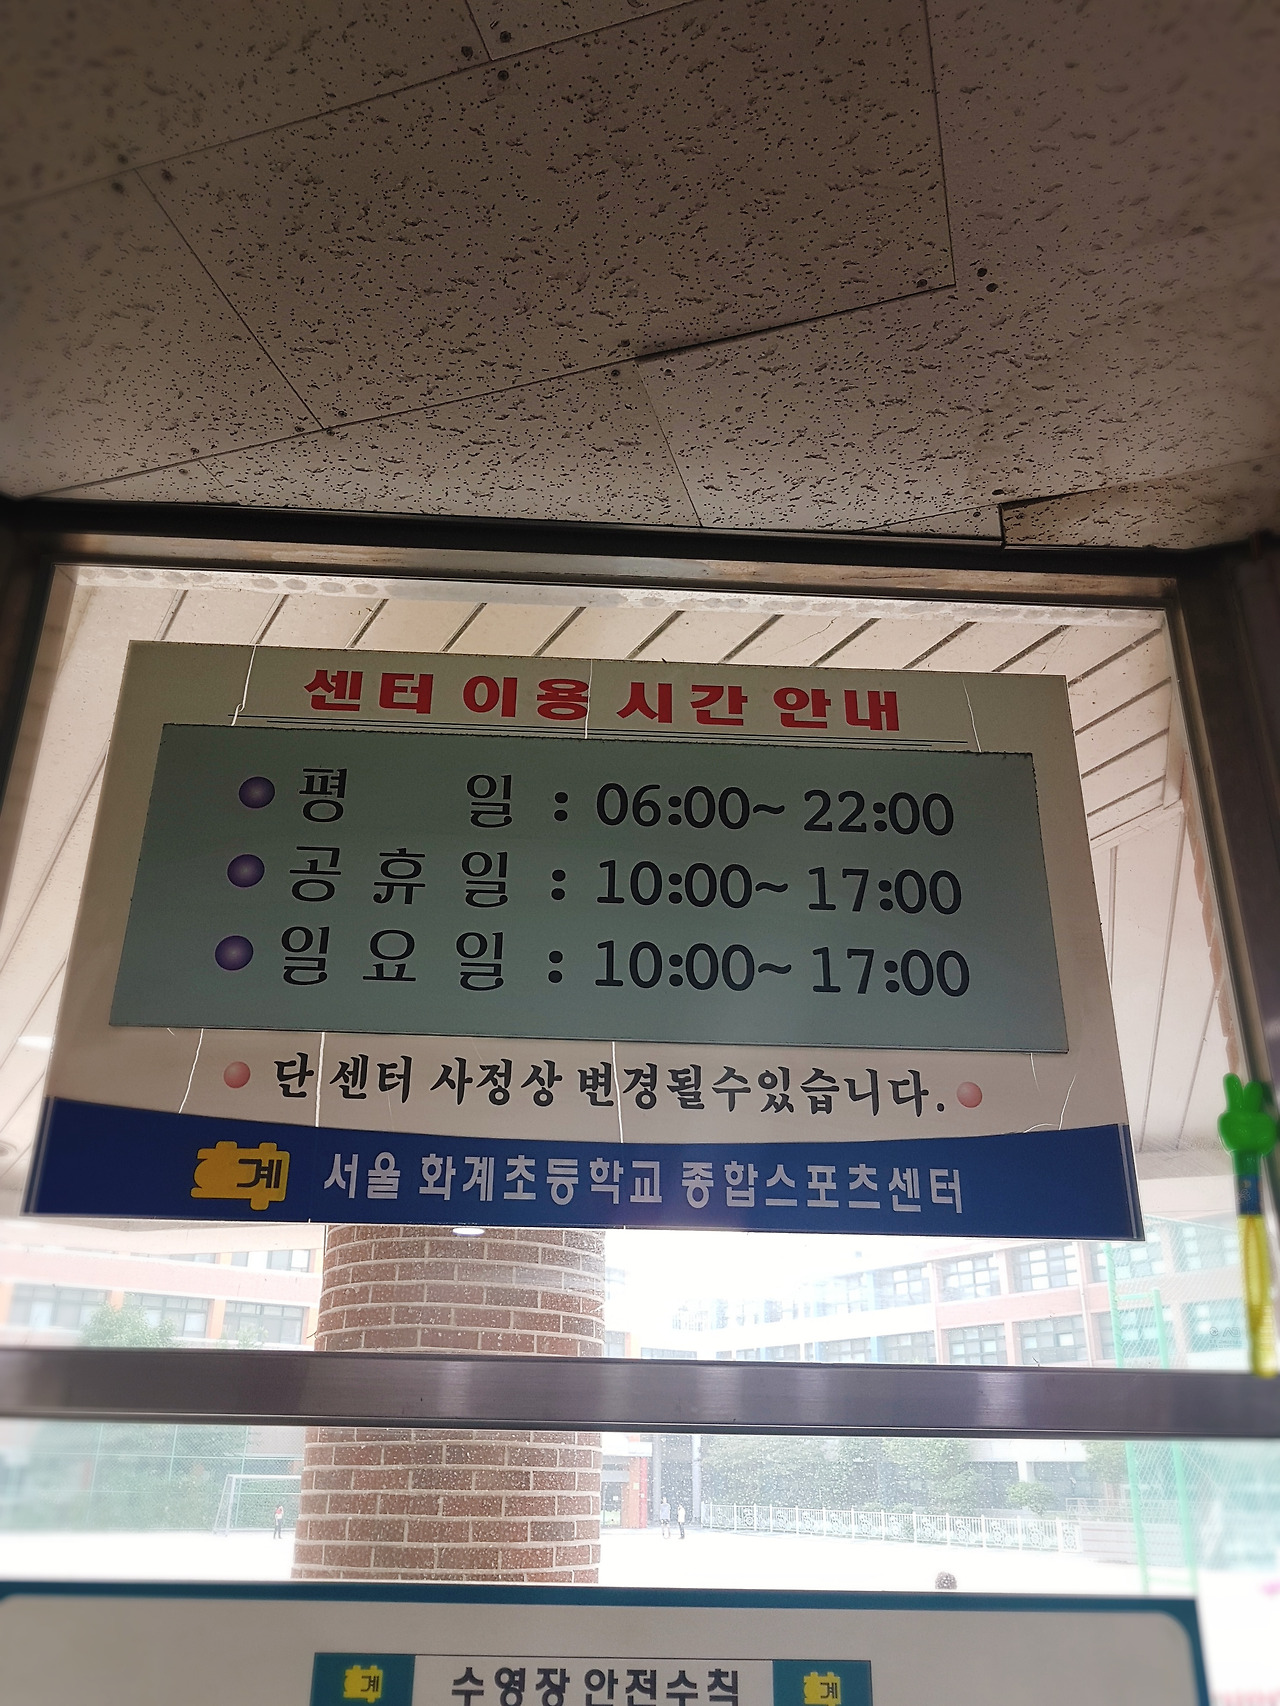 센터 이용 시간 안내
평 일 : 06:00~ 22:00
공 휴 일 : 10:00~ 17:00
일 요 일 : 10:00~ 17:00
단 센터 사정상 변경될수있습니다.
계 서울 화계초등학교 종합스포츠센터
계 수영장 안전수칙 계